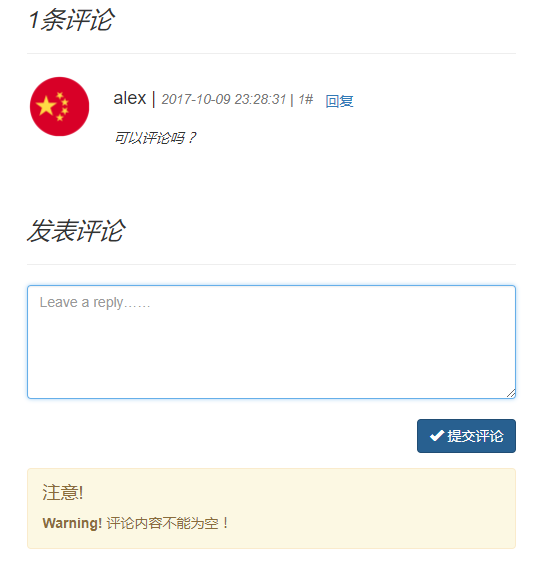 1条评论
alex | 2017-10-09 23:28:31 | 1# 回复
可以评论吗？
发表评论
Leave a reply……
提交评论
注意!
Warning! 评论内容不能为空！